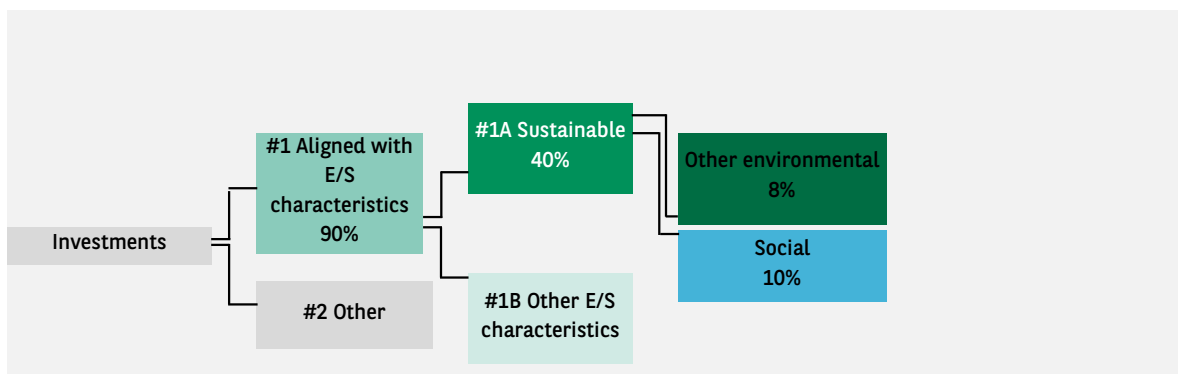 Investments
#1 Aligned with
E/S
characteristics
90%
#2 Other
#1A Sustainable
40%
#1B Other E/S
characteristics
Other environmental
8%
Social
10%